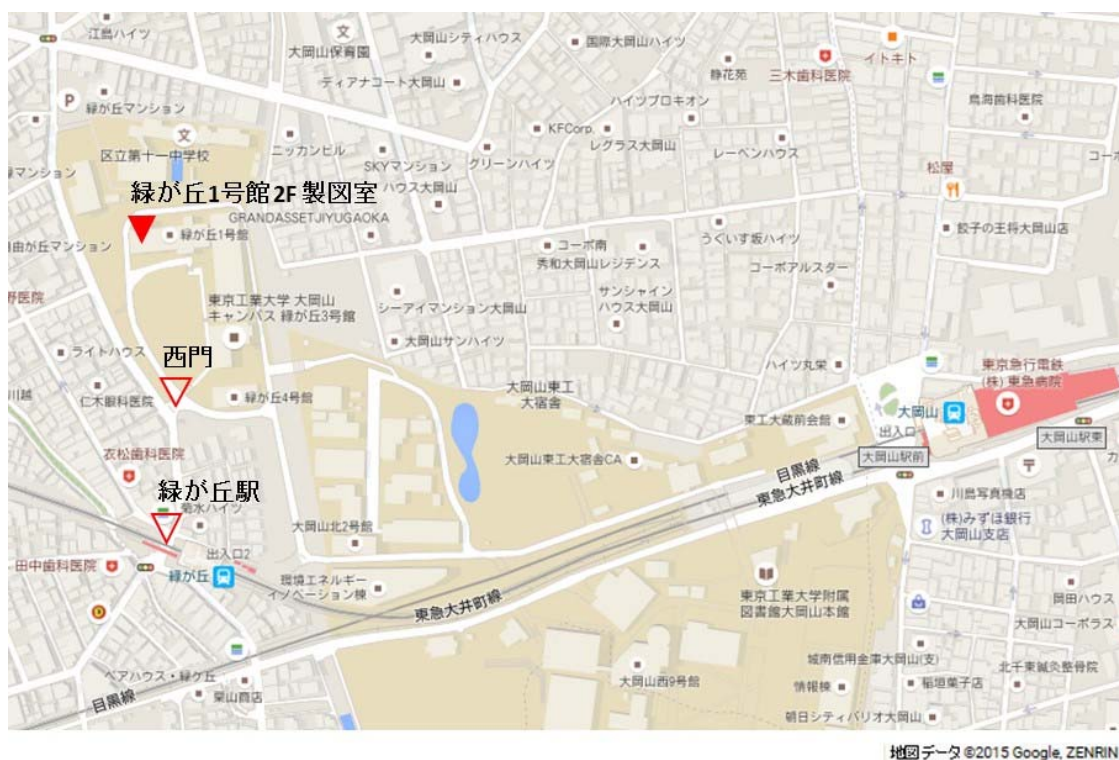 江島ハイツ
文
大岡山保育園
大岡山シティハウス
国際大岡山ハイツ
静花苑
三木歯科医院
イトキト
ディアナコート大岡山
鳥海歯科医院
P
緑が丘マンション
文
区立第十一中学校
ニッカンビル
KFCorp.
ハイツプロキオン
レグラス大岡山
レーベンハウス
SKYマンション
グリーンハイツ
松屋
ハウス大岡山
緑が丘1号館 2F 製図室
GRANDASSETJIYUGAOKA
緑が丘1号館
自由が丘マンション
コーポ南
秀和大岡山レジデンス
うぐいす坂ハイツ
餃子の王将大岡山店
コーポアルスター
東京工業大学 大岡山
キャンパス 緑が丘3号館
シーアイマンション大岡山
サンシャイン
ハウス大岡山
大岡山サンハイツ
ライトハウス
西門
ハイツ丸栄
東京急行電鉄
(株) 東急病院
仁木眼科医院
緑が丘4号館
大岡山東工
大宿舎
東工大蔵前会館
大岡山
出入口
大岡山駅前
大岡山駅東
衣松歯科医院
大岡山東工大宿舎CA
目黒線
東急大井町線
緑が丘駅
菊水ハイツ
川島写真機店
(株)みずほ銀行
大岡山支店
大岡山北2号館
出入口2
田中歯科医院
緑が丘
環境エネルギー
イノベーション棟
東急大井町線
東京工業大学附属
図書館大岡山本館
岡田ハウス
大岡山コーポラス
城南信用金庫大岡山(支)
北千束鍼灸整骨院
ペアハウス・緑ケ丘
栗山商店
大岡山西9号館
情報棟
稲垣菓子店
目黒線
朝日シティパリオ大岡山
地図データ ©2015 Google, ZENRIN